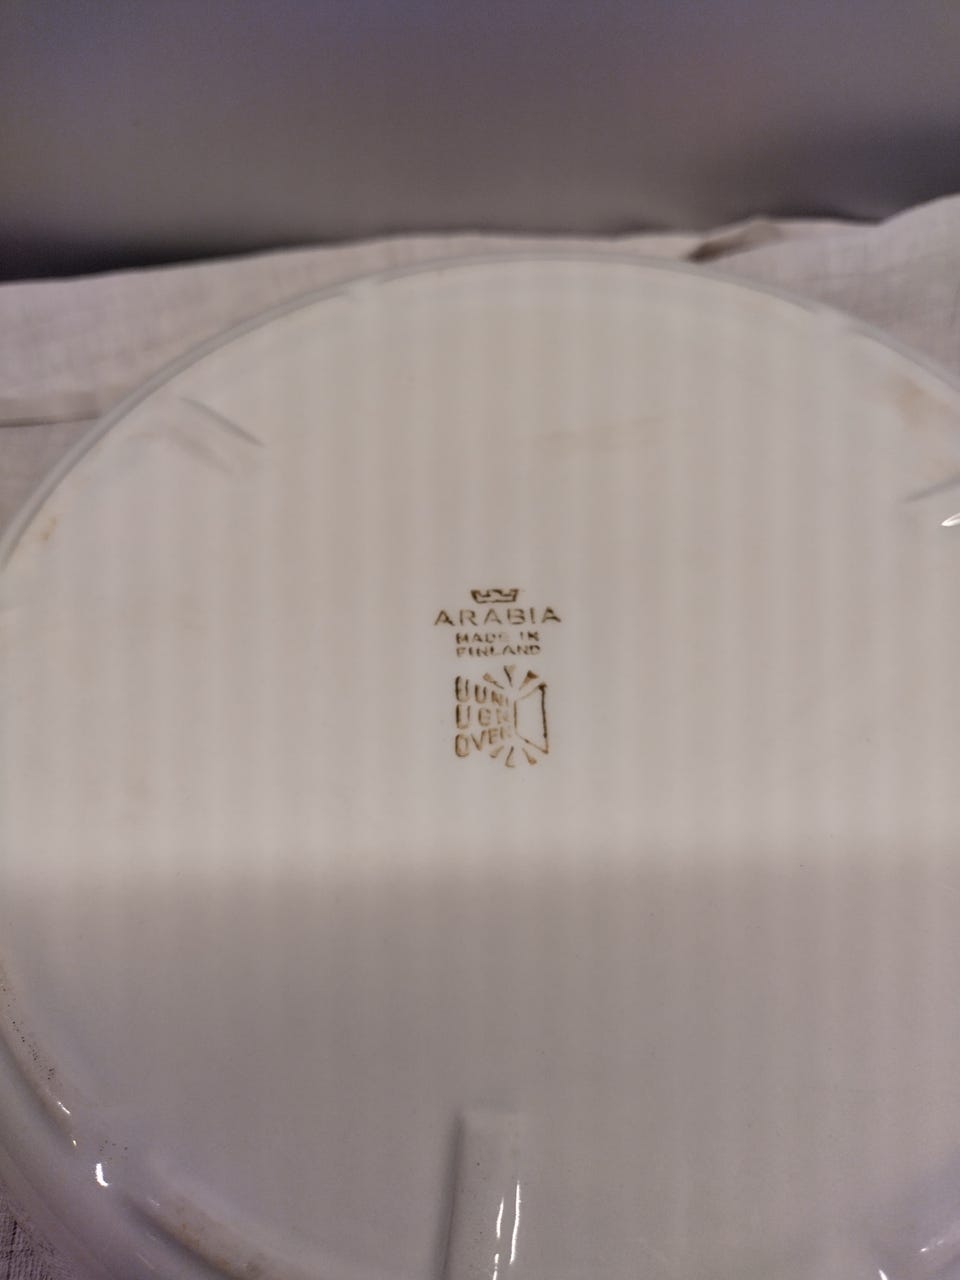 ARABIA
MADE IN
FINLAND
UUNI
UGN
OVEN